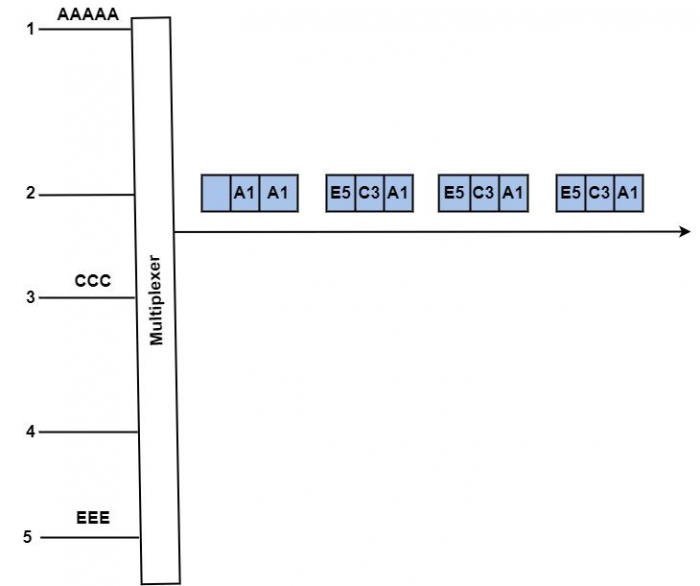 AAAAA
1
2
A1 A1
E5 C3 A1
E5 C3 A1
E5 C3 A1
Multiplexer
CCC
3
4
EEE
5